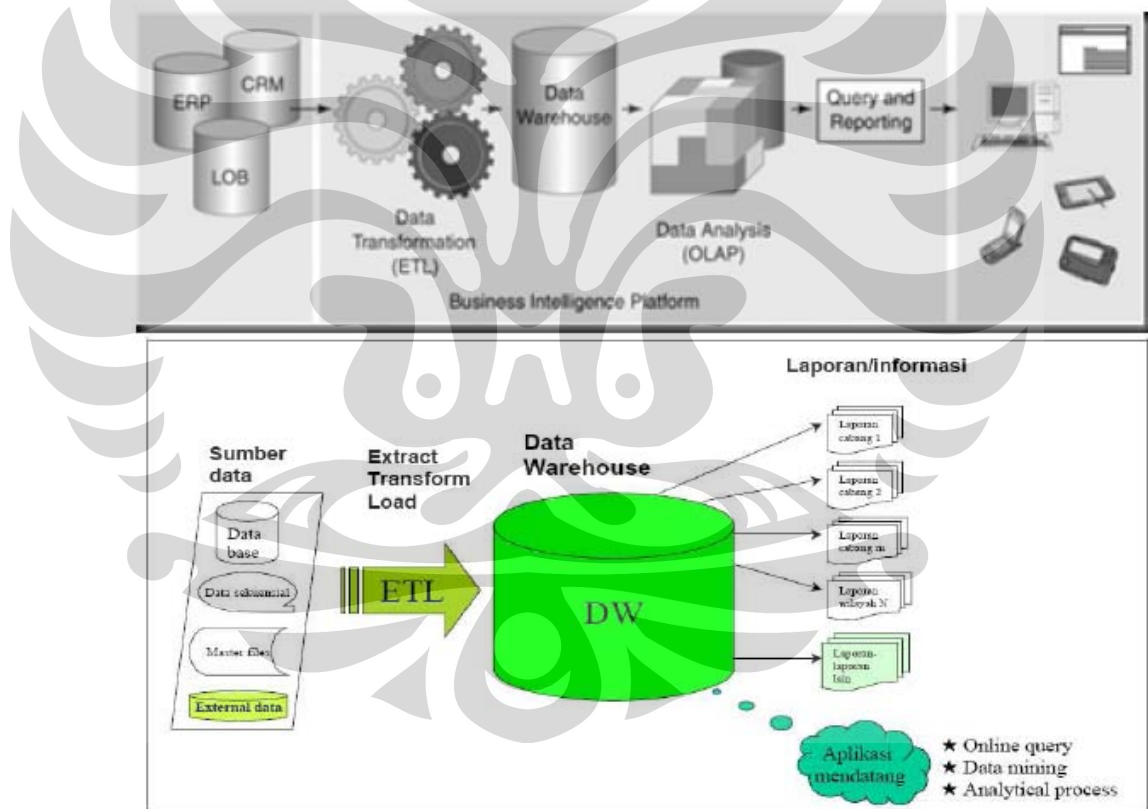 ERP
CRM
LOB
Data
Transformation
(ETL)
Data
Warehouse
Data Analysis
(OLAP)
Query and
Reporting
Business Intelligence Platform
Laporan/Informasi
Sumber
data
Extract
Transform
Load
Data
Warehouse
Data
base
Data sekuensial
Master files
External data
ETL
DW
Laporan
cabang 1
Laporan
cabang 2
Laporan
cabang m
Laporan
wilayah N
Laporan-
laporan
lain
Aplikasi
mendatang
★ Online query
★ Data mining
★ Analytical process